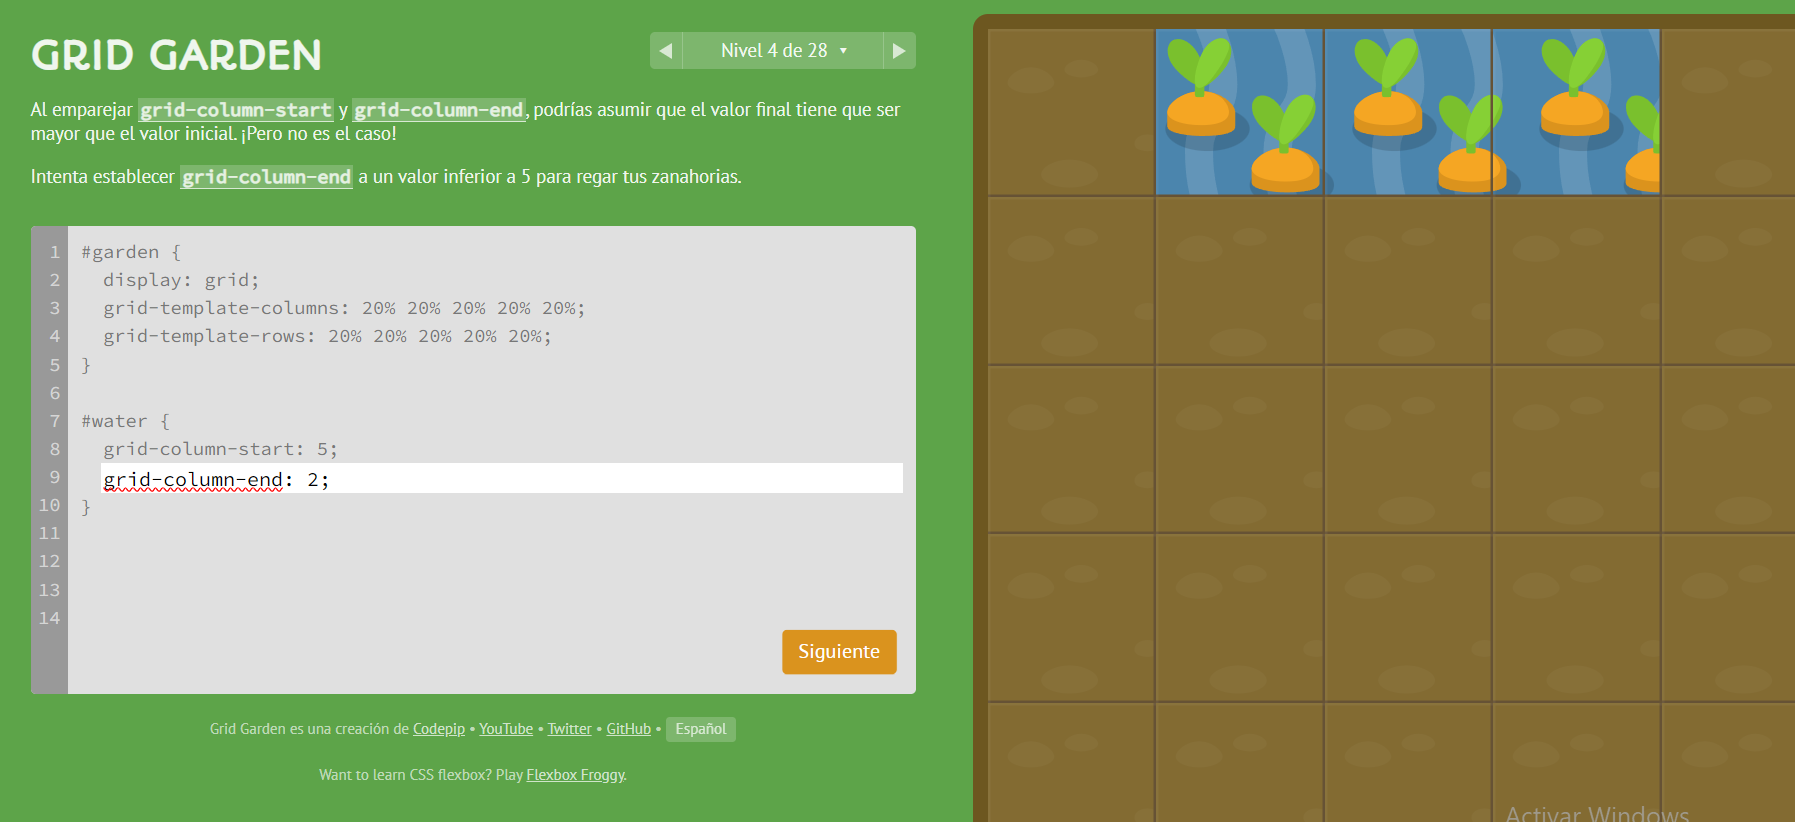 GRID GARDEN
◀ Nivel 4 de 28 ▼ ▶
Al emparejar grid-column-start y grid-column-end, podrías asumir que el valor final tiene que ser
mayor que el valor inicial. ¡Pero no es el caso!
Intenta establecer grid-column-end a un valor inferior a 5 para regar tus zanahorias.
1 #garden {
2 display: grid;
3 grid-template-columns: 20% 20% 20% 20% 20%;
4 grid-template-rows: 20% 20% 20% 20% 20%;
5 }
6
7 #water {
8 grid-column-start: 5;
9 grid-column-end: 2;
10 }
11
12
13
14
Siguiente
Grid Garden es una creación de Codepip • YouTube • Twitter • GitHub • Español
Want to learn CSS flexbox? Play Flexbox Froggy.
Activar Windows